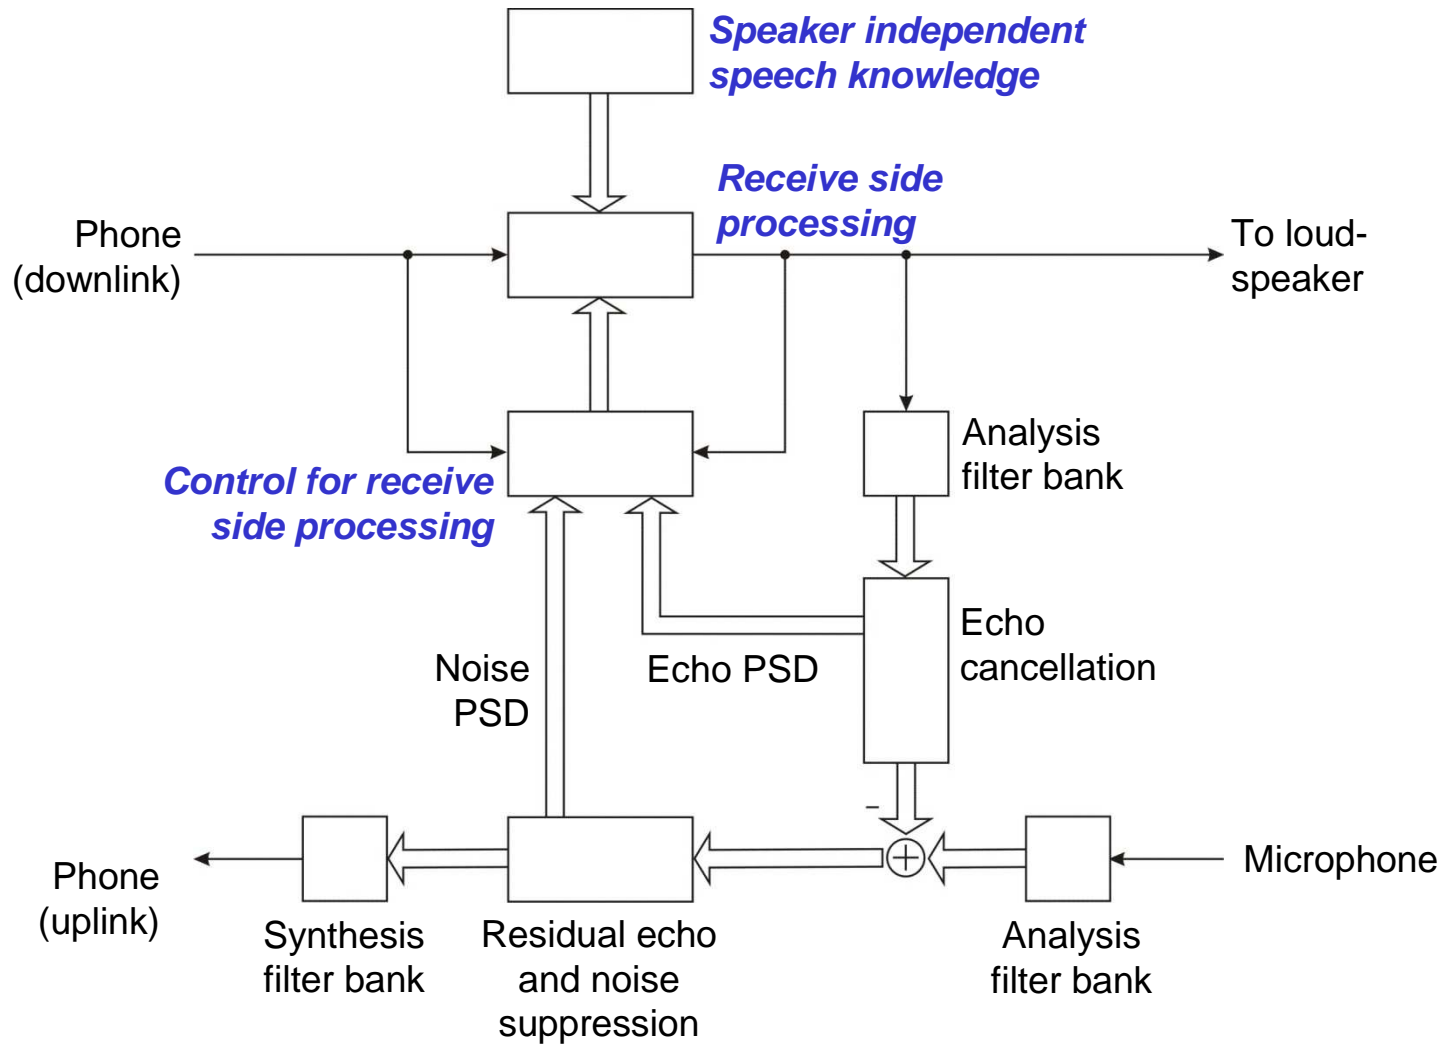 Speaker independent
speech knowledge
Receive side
processing
Phone
(downlink)
To loud-
speaker
Analysis
filter bank
Control for receive
side processing
Echo
cancellation
Noise
PSD
Echo PSD
–
+
Microphone
Phone
(uplink)
Synthesis
filter bank
Residual echo
and noise
suppression
Analysis
filter bank